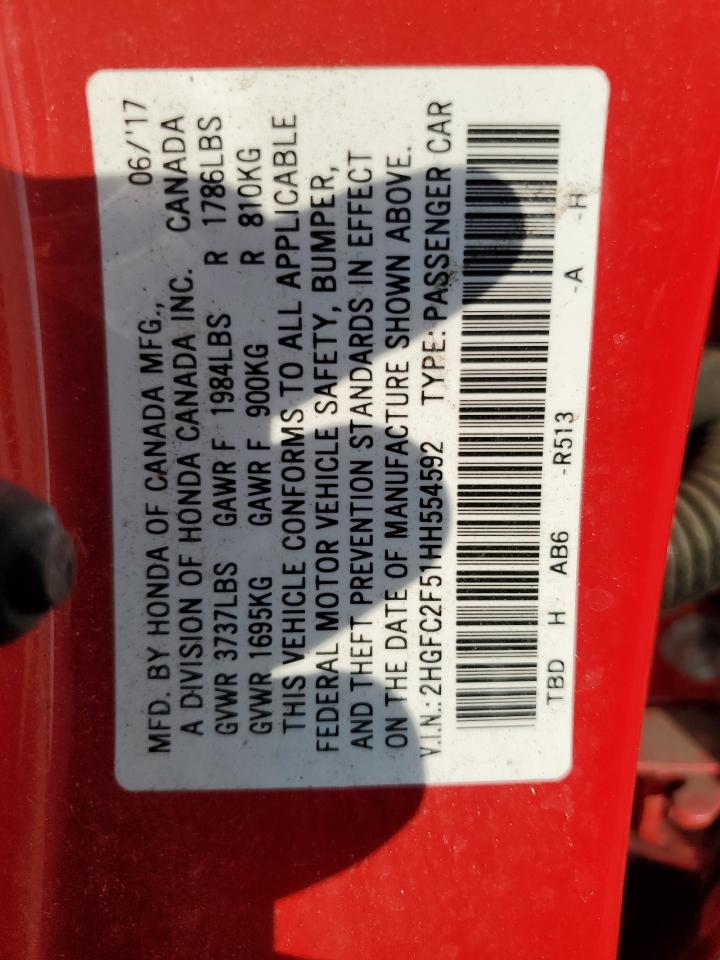 MFD. BY HONDA OF CANADA MFG., 06/'17
A DIVISION OF HONDA CANADA INC. CANADA
GVWR 3737LBS GAWR F 1984LBS R 1786LBS
GVWR 1695KG GAWR F 900KG R 810KG
THIS VEHICLE CONFORMS TO ALL APPLICABLE
FEDERAL MOTOR VEHICLE SAFETY, BUMPER,
AND THEFT PREVENTION STANDARDS IN EFFECT
ON THE DATE OF MANUFACTURE SHOWN ABOVE.
V.I.N.: 2HGFC2F51HH554592 TYPE: PASSENGER CAR
TBD H AB6 -R513 -A -H